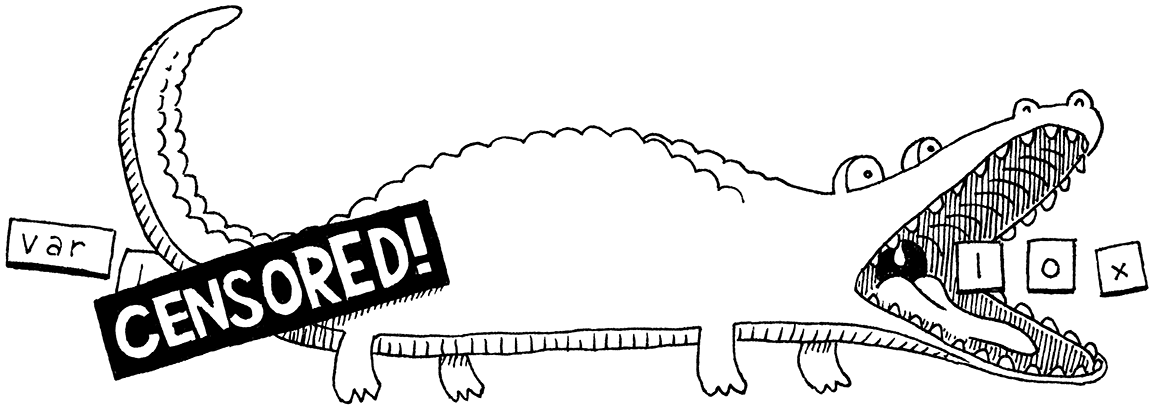 var
CENSORED!
l o x